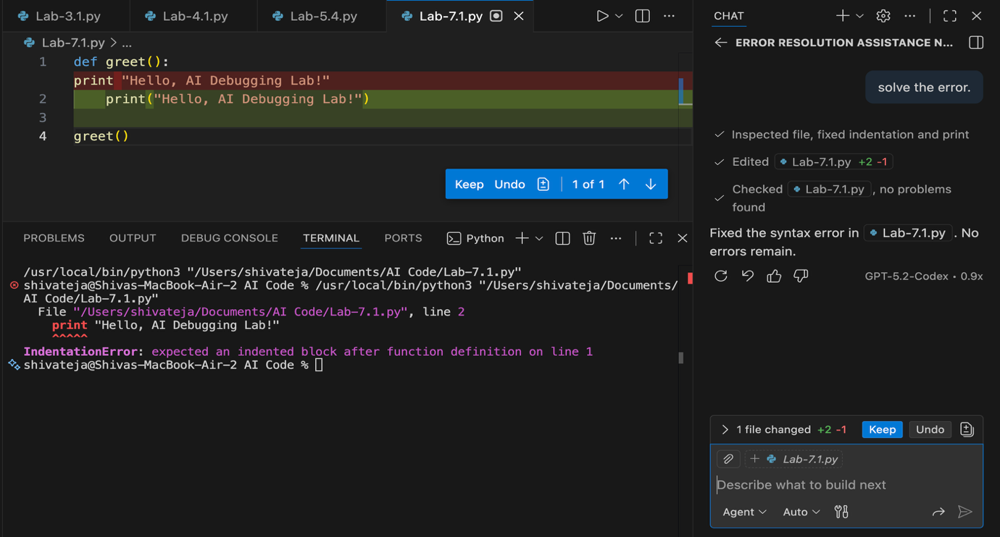 Lab-3.1.py
Lab-4.1.py
Lab-5.4.py
Lab-7.1.py
Lab-7.1.py > ...
1 def greet():
print "Hello, AI Debugging Lab!"
2 print("Hello, AI Debugging Lab!")
3
4 greet()
Keep Undo 1 of 1
PROBLEMS OUTPUT DEBUG CONSOLE TERMINAL PORTS Python
/usr/local/bin/python3 "/Users/shivateja/Documents/AI Code/Lab-7.1.py"
shivateja@Shivas-MacBook-Air-2 AI Code % /usr/local/bin/python3 "/Users/shivateja/Documents/
AI Code/Lab-7.1.py"
File "/Users/shivateja/Documents/AI Code/Lab-7.1.py", line 2
print "Hello, AI Debugging Lab!"
^^^^^
IndentationError: expected an indented block after function definition on line 1
shivateja@Shivas-MacBook-Air-2 AI Code %
CHAT
ERROR RESOLUTION ASSISTANCE N...
solve the error.
Inspected file, fixed indentation and print
Edited Lab-7.1.py +2 -1
Checked Lab-7.1.py, no problems
found
Fixed the syntax error in Lab-7.1.py. No
errors remain.
GPT-5.2-Codex • 0.9x
1 file changed +2 -1 Keep Undo
Lab-7.1.py
Describe what to build next
Agent Auto